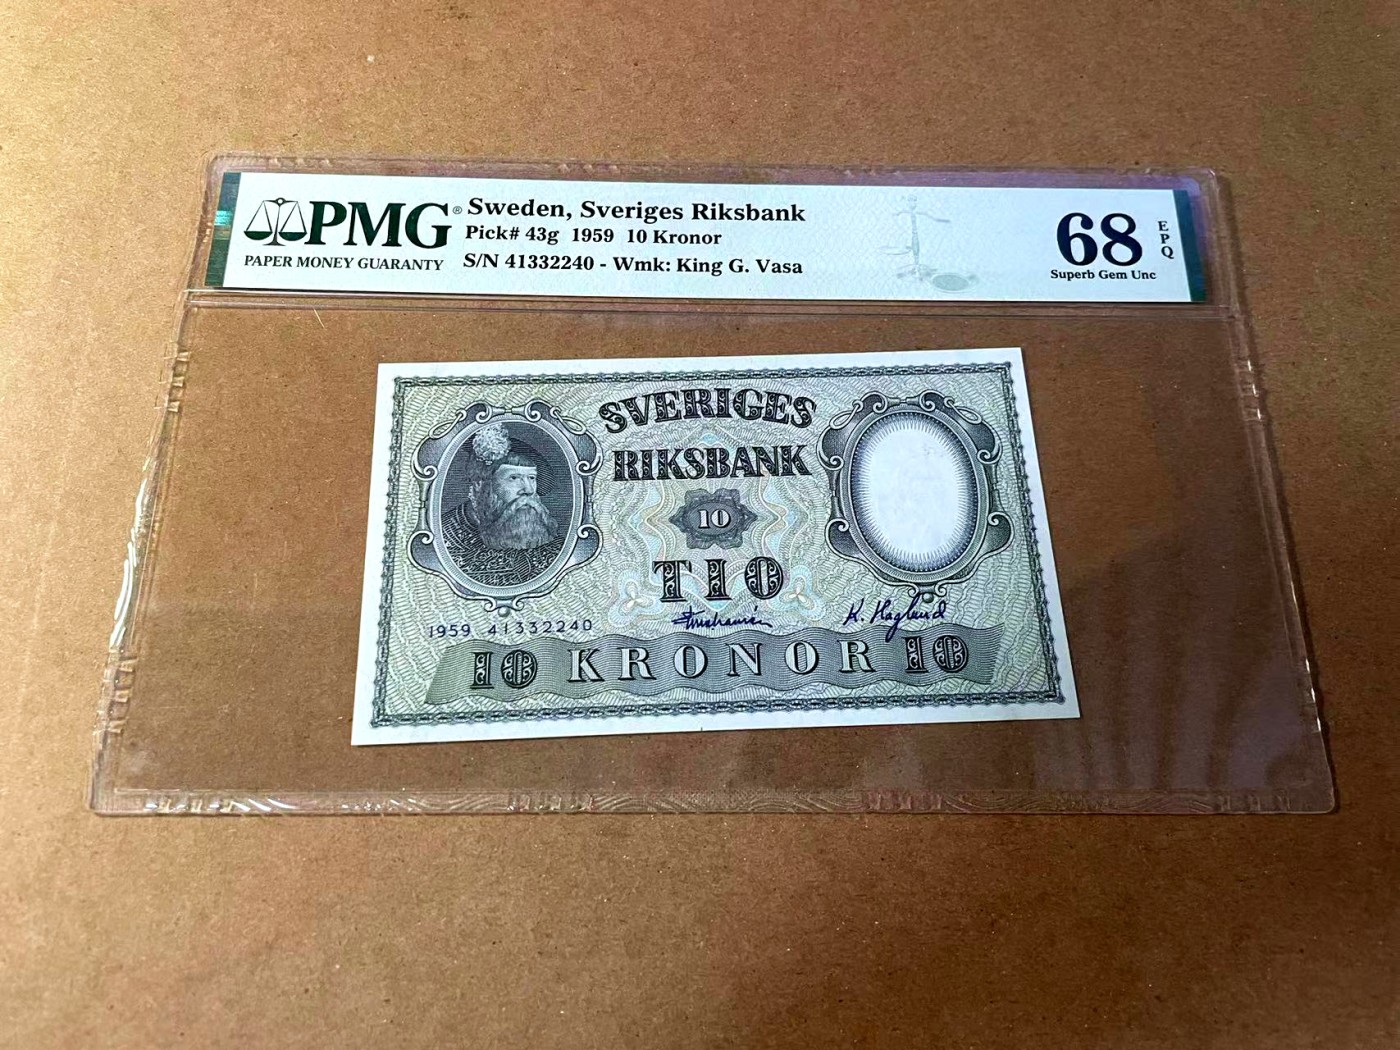 PMG®
PAPER MONEY GUARANTY
Sweden, Sveriges Riksbank
Pick# 43g 1959 10 Kronor
S/N 41332240 - Wmk: King G. Vasa
68
EPQ
Superb Gem Unc
SVERIGES
RIKSBANK
10
TIO
K. Haglund
1959 41332240
10 KRONOR 10